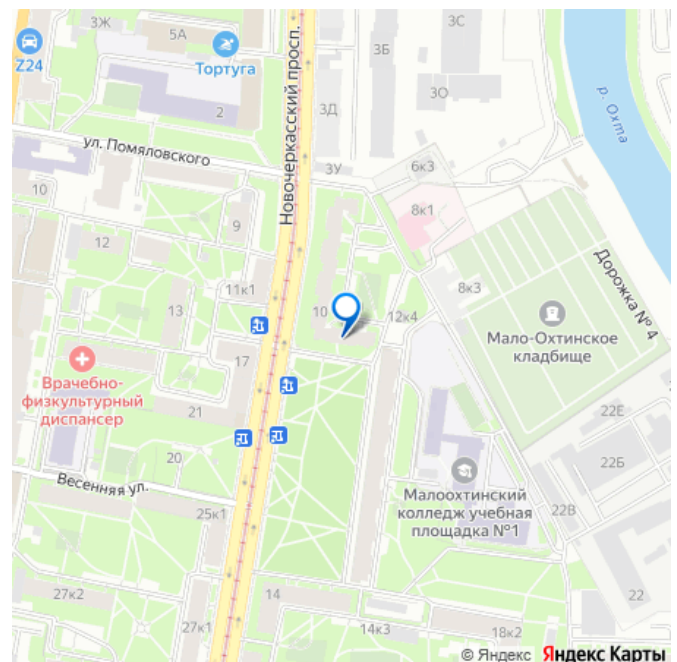 3Ж
5А
3С
3Б
Z24
Тортуга
3О
3Д
2
Новочеркасский просп.
р. Охта
ул. Помяловского
3У
6к3
10
9
8к1
12
Дорожка № 4
11к1
8к3
13
10
12к4
Мало-Охтинское
кладбище
17
Врачебно-
физкультурный
диспансер
21
22Е
20
22Б
Весенняя ул.
Малоохтинский
колледж учебная
площадка №1
25к1
22В
27к2
14
22
27к1
14к3
18к2
© Яндекс Яндекс Карты